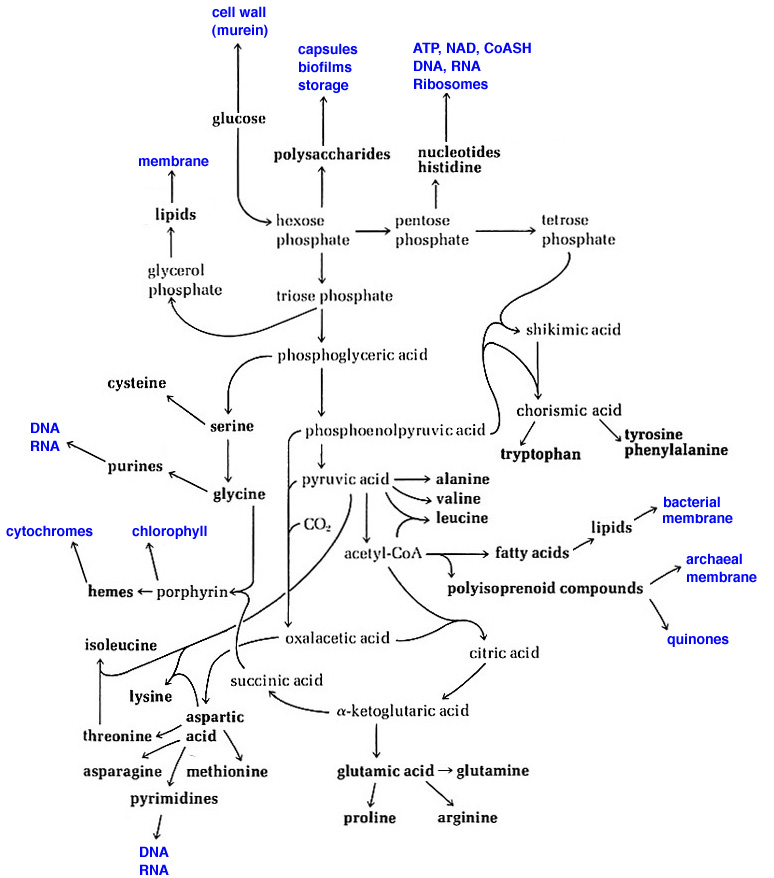 cell wall
(murein)
capsules
biofilms
storage
ATP, NAD, CoASH
DNA, RNA
Ribosomes
glucose
polysaccharides
nucleotides
histidine
membrane
lipids
hexose
phosphate
pentose
phosphate
tetrose
phosphate
glycerol
phosphate
triose phosphate
shikimic acid
phosphoglyceric acid
cysteine
chorismic acid
serine
phosphoenolpyruvic acid
tryptophan
tyrosine
phenylalanine
DNA
RNA
purines
glycine
pyruvic acid
alanine
valine
leucine
CO₂
cytochromes
chlorophyll
acetyl-CoA
fatty acids
lipids
bacterial
membrane
hemes
porphyrin
polyisoprenoid compounds
archaeal
membrane
quinones
isoleucine
oxalacetic acid
citric acid
lysine
succinic acid
α-ketoglutaric acid
threonine
aspartic
acid
asparagine
methionine
glutamic acid
glutamine
pyrimidines
proline
arginine
DNA
RNA